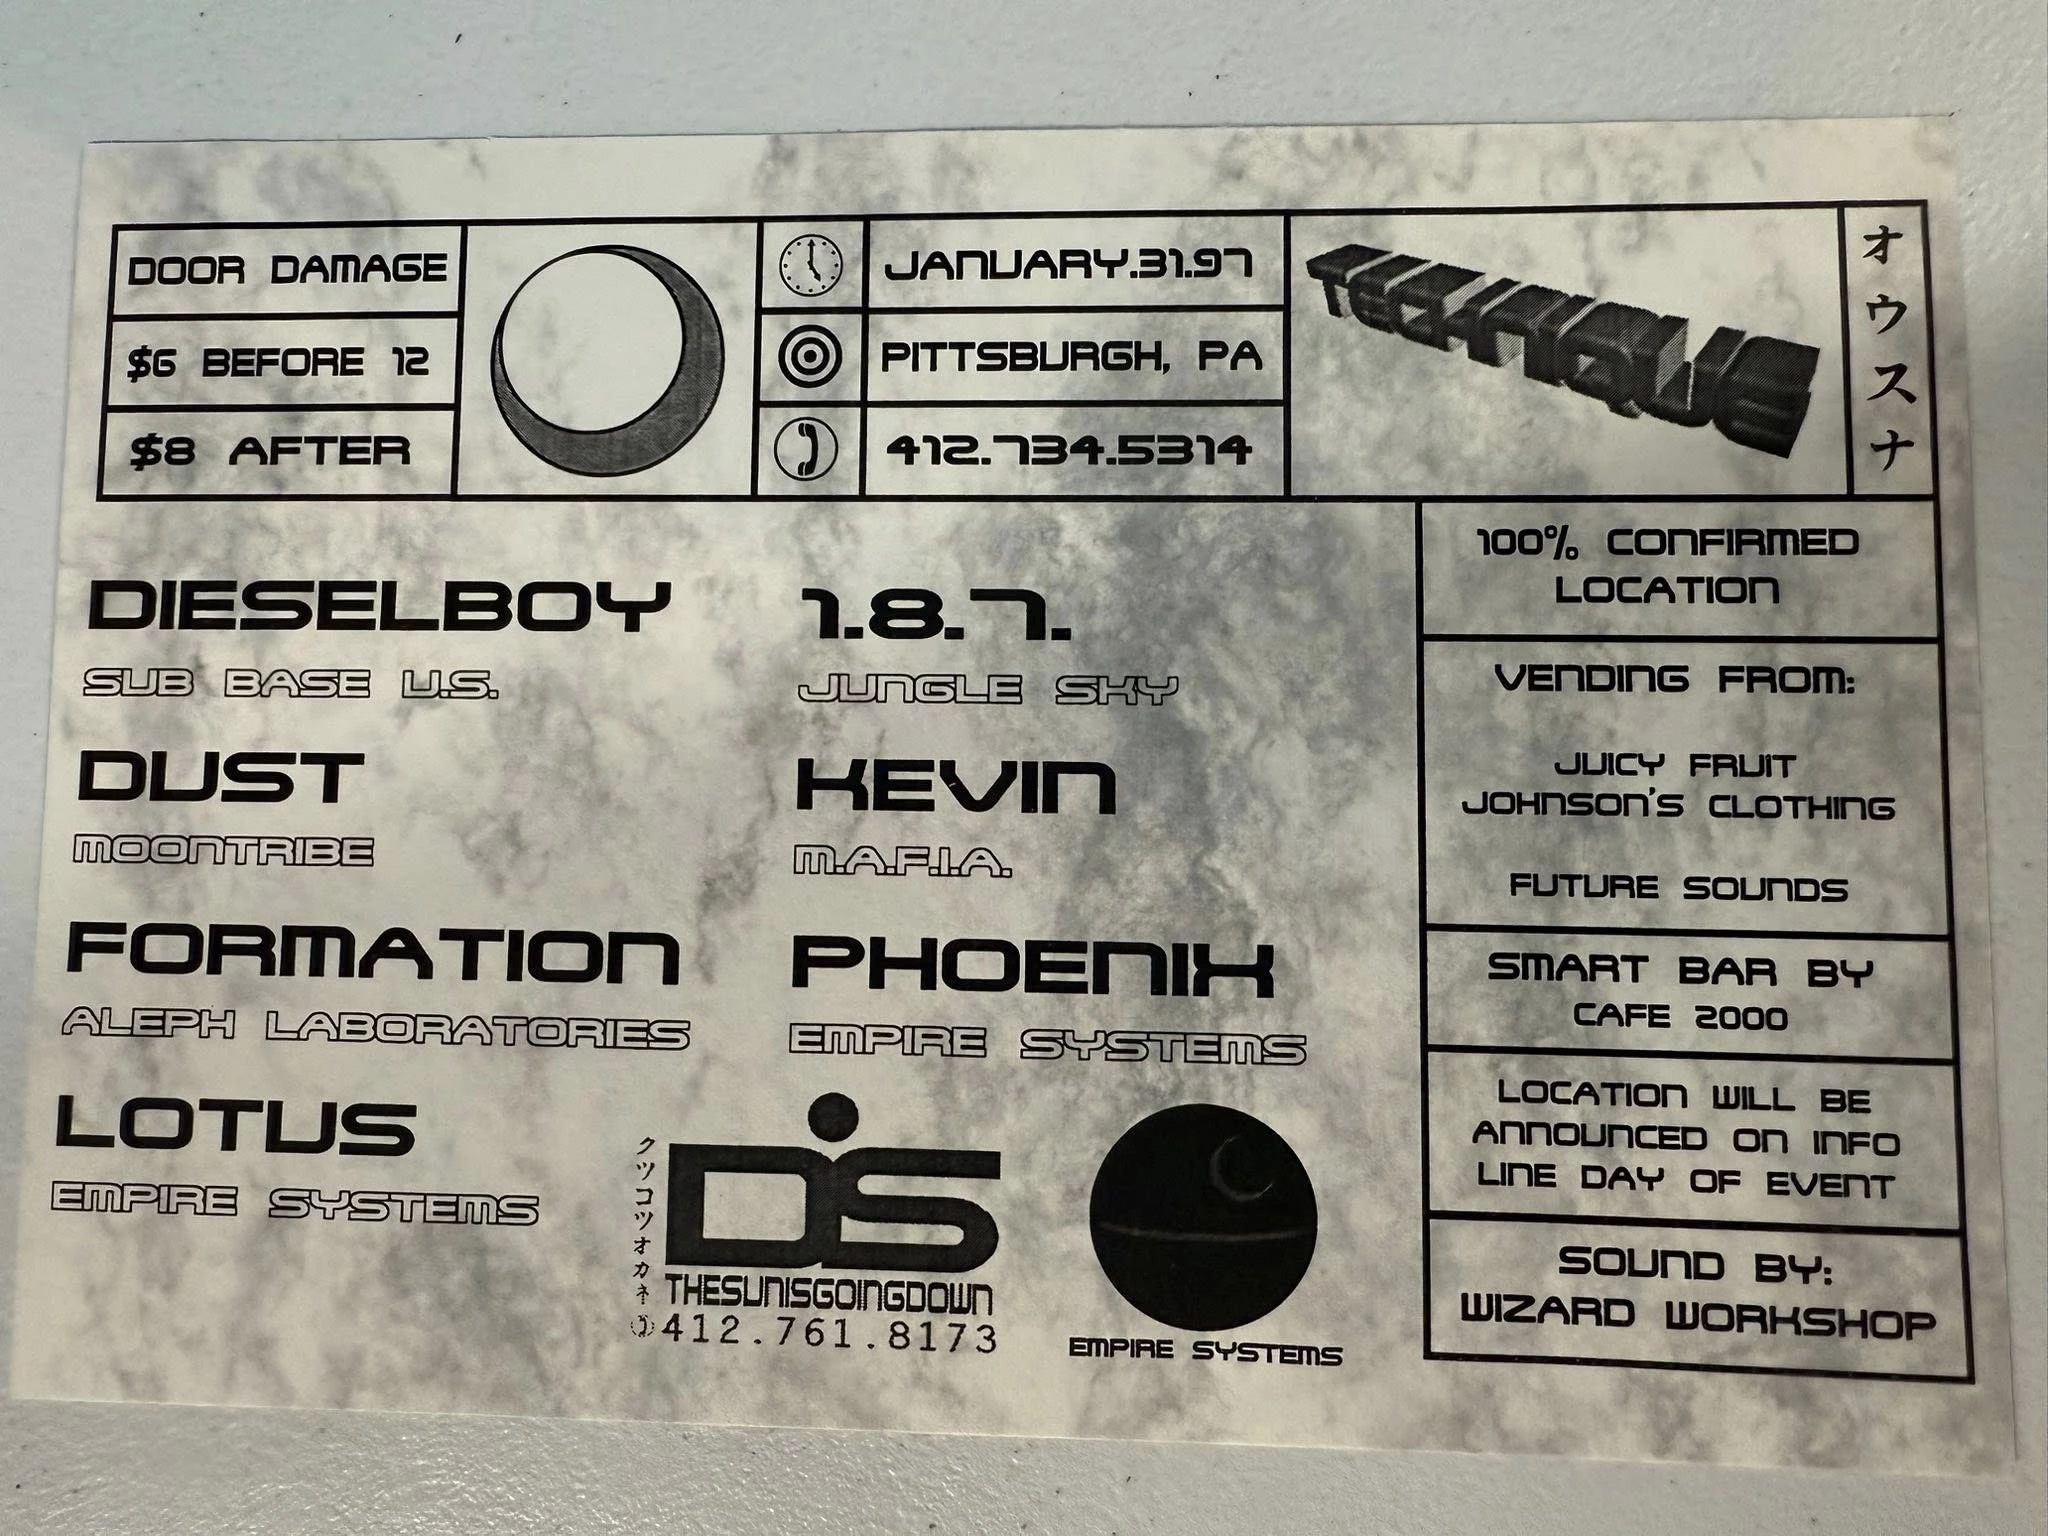 DOOR DAMAGE
$6 BEFORE 12
$8 AFTER
JANUARY.31.97
PITTSBURGH, PA
412.734.5314
TECHNIQUE
オウスナ
DIESELBOY
SUB BASE U.S.
1.8.7.
JUNGLE SKY
DUST
MOONTRIBE
KEVIN
M.A.F.I.A.
FORMATION
ALEPH LABORATORIES
PHOENIX
EMPIRE SYSTEMS
LOTUS
EMPIRE SYSTEMS
クツコツオカネ
DiS
THESUNISGOINGDOWN
412.761.8173
EMPIRE SYSTEMS
100% CONFIRMED
LOCATION
VENDING FROM:
JUICY FRUIT
JOHNSON'S CLOTHING
FUTURE SOUNDS
SMART BAR BY
CAFE 2000
LOCATION WILL BE
ANNOUNCED ON INFO
LINE DAY OF EVENT
SOUND BY:
WIZARD WORKSHOP